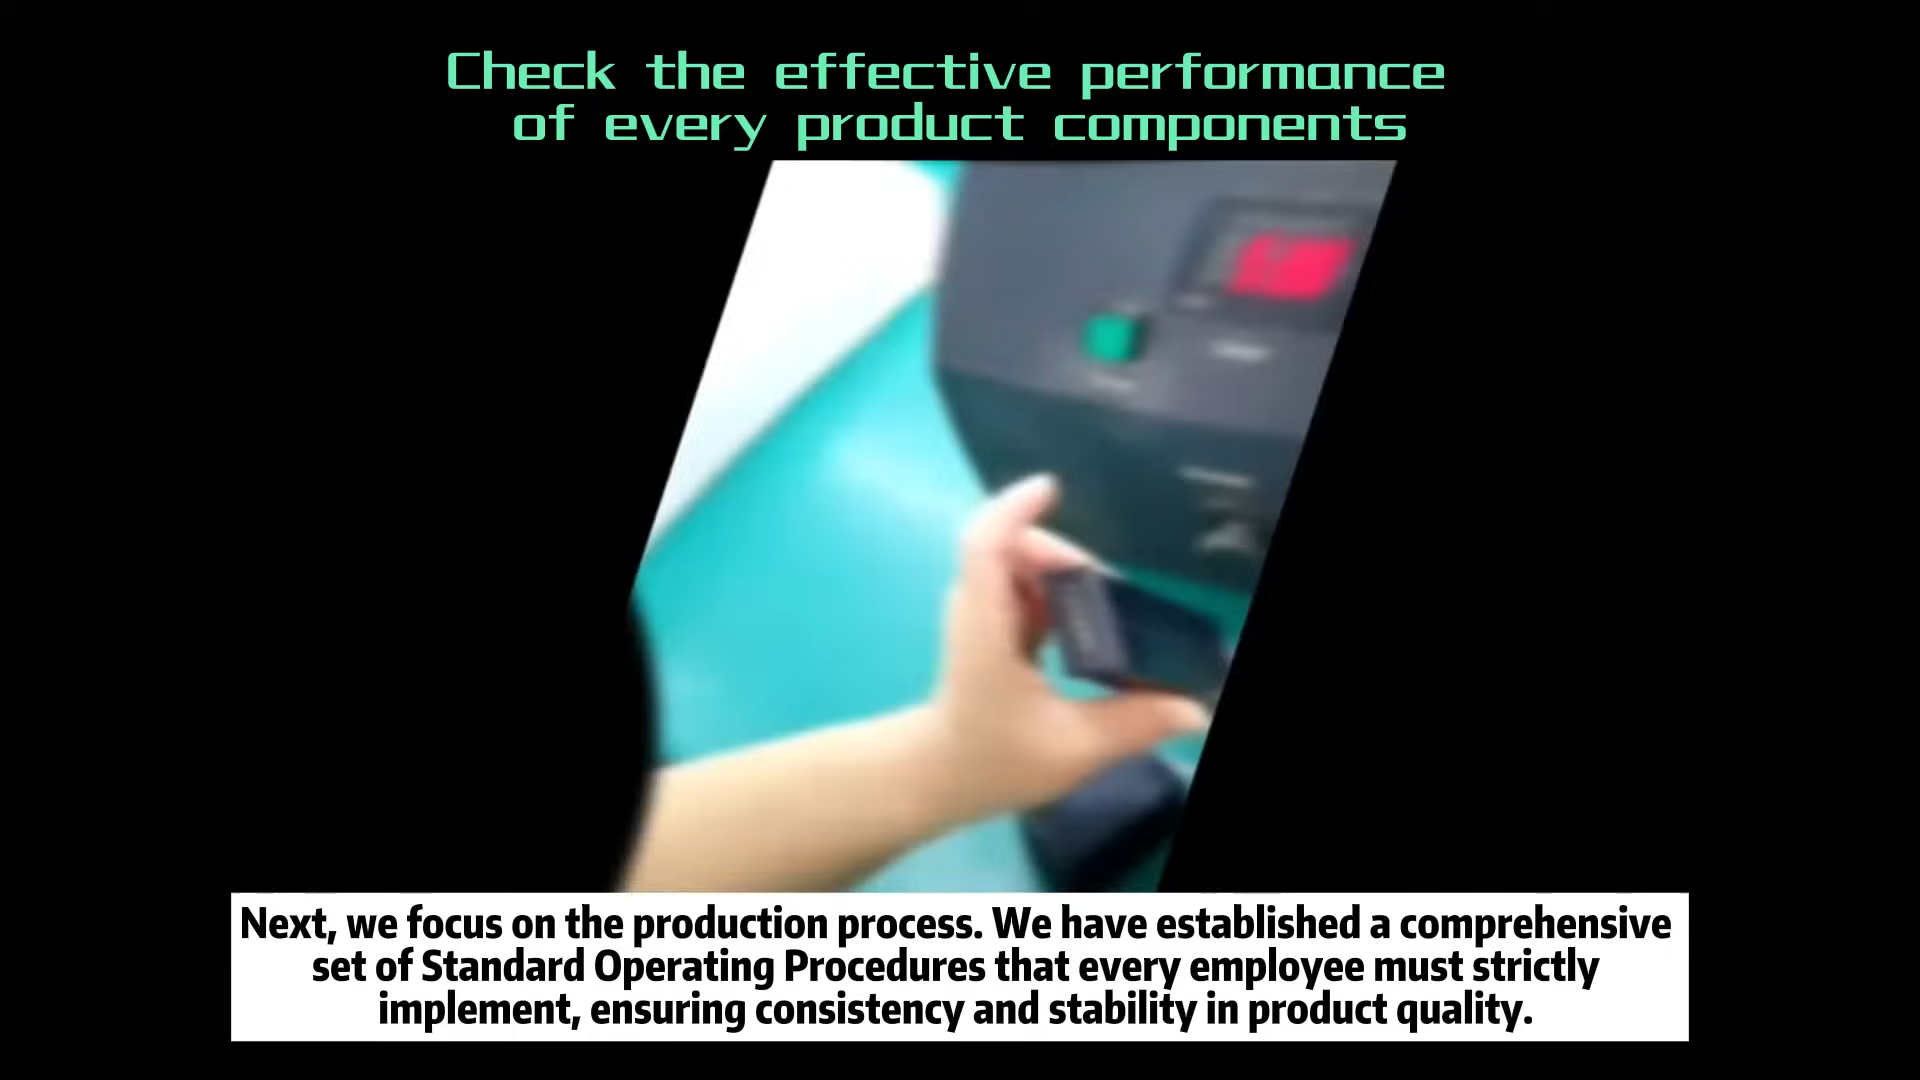 Check the effective performance
of every product components
Next, we focus on the production process. We have established a comprehensive
set of Standard Operating Procedures that every employee must strictly
implement, ensuring consistency and stability in product quality.